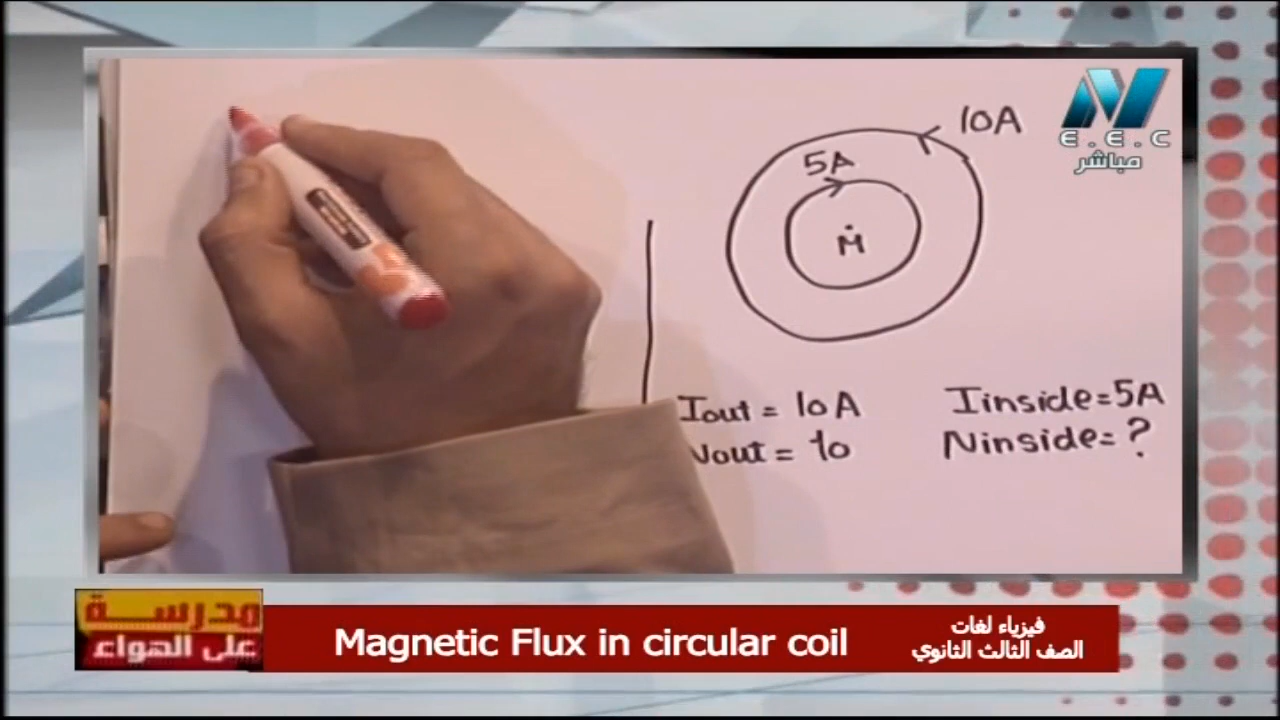 10A
5A
M
E.E.C
مباشر
Iout = 10 A
Nout = 10
Iinside = 5A
Ninside = ?
مدرسة
على الهواء
Magnetic Flux in circular coil
فيزياء لغات
الصف الثالث الثانوي